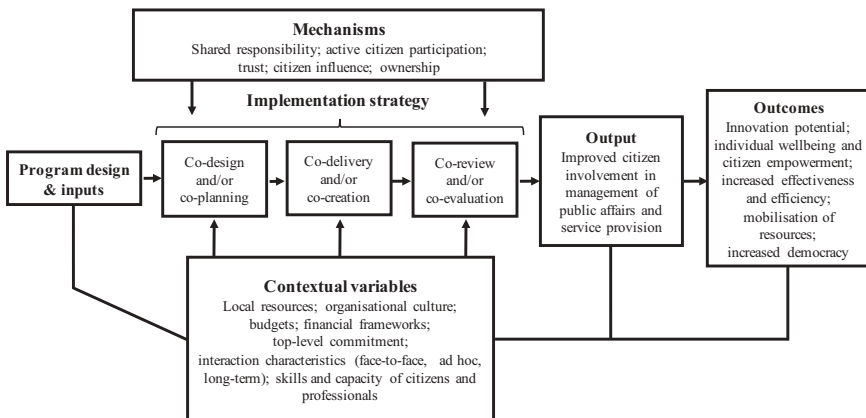 Mechanisms
Shared responsibility; active citizen participation;
trust; citizen influence; ownership
Implementation strategy
Program design
& inputs
Co-design
and/or
co-planning
Co-delivery
and/or
co-creation
Co-review
and/or
co-evaluation
Output
Improved citizen
involvement in
management of
public affairs and
service provision
Outcomes
Innovation potential;
individual wellbeing and
citizen empowerment;
increased effectiveness
and efficiency;
mobilisation of
resources;
increased democracy
Contextual variables
Local resources; organisational culture;
budgets; financial frameworks;
top-level commitment;
interaction characteristics (face-to-face, ad hoc,
long-term); skills and capacity of citizens and
professionals